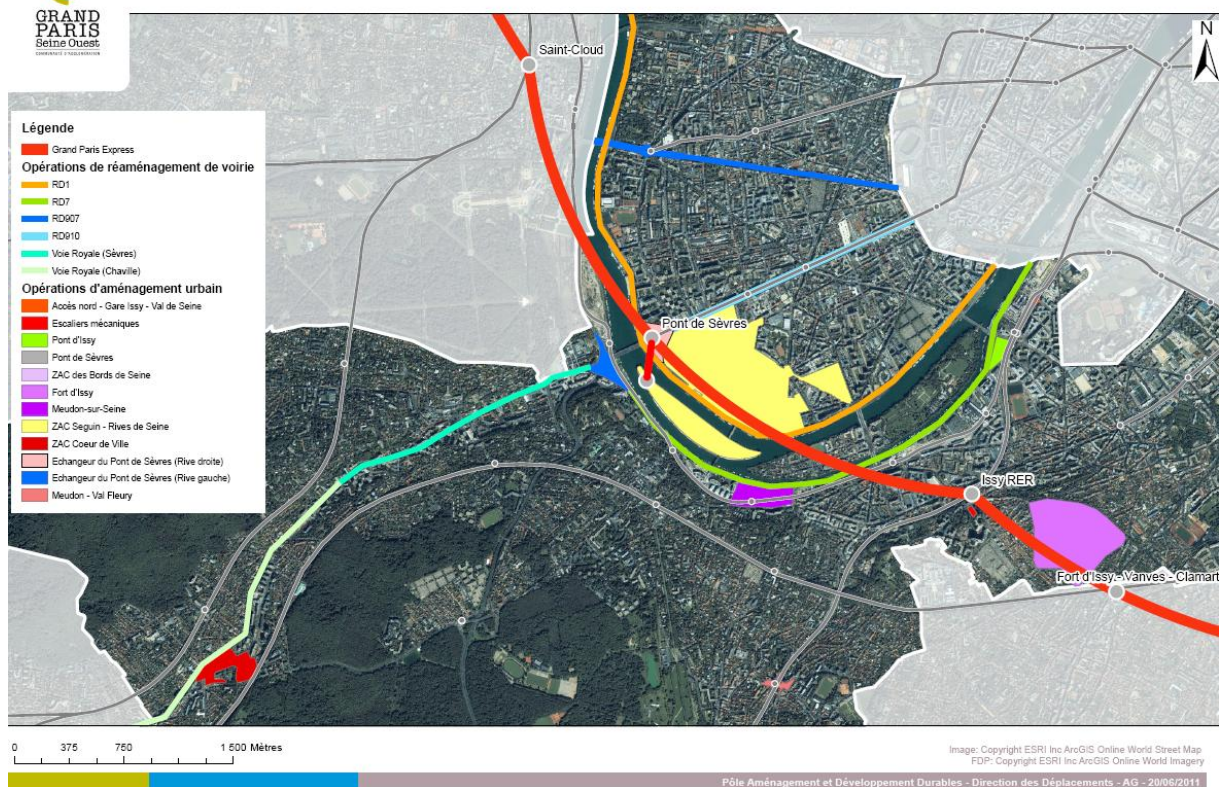 GRAND
PARIS
Seine Ouest
COMMUNAUTÉ D'AGGLOMÉRATION
N
Saint-Cloud
Légende
Grand Paris Express
Opérations de réaménagement de voirie
RD1
RD7
RD907
RD910
Voie Royale (Sèvres)
Voie Royale (Chaville)
Opérations d'aménagement urbain
Accès nord - Gare Issy - Val de Seine
Escaliers mécaniques
Pont d'Issy
Pont de Sèvres
ZAC des Bords de Seine
Fort d'Issy
Meudon-sur-Seine
ZAC Seguin - Rives de Seine
ZAC Coeur de Ville
Echangeur du Pont de Sèvres (Rive droite)
Echangeur du Pont de Sèvres (Rive gauche)
Meudon - Val Fleury
Pont de Sèvres
Issy RER
Fort d'Issy - Vanves - Clamart
0 375 750 1 500 Mètres
Image: Copyright ESRI Inc ArcGIS Online World Street Map
FDP: Copyright ESRI Inc ArcGIS Online World Imagery
Pôle Aménagement et Développement Durables - Direction des Déplacements - AG - 20/06/2011